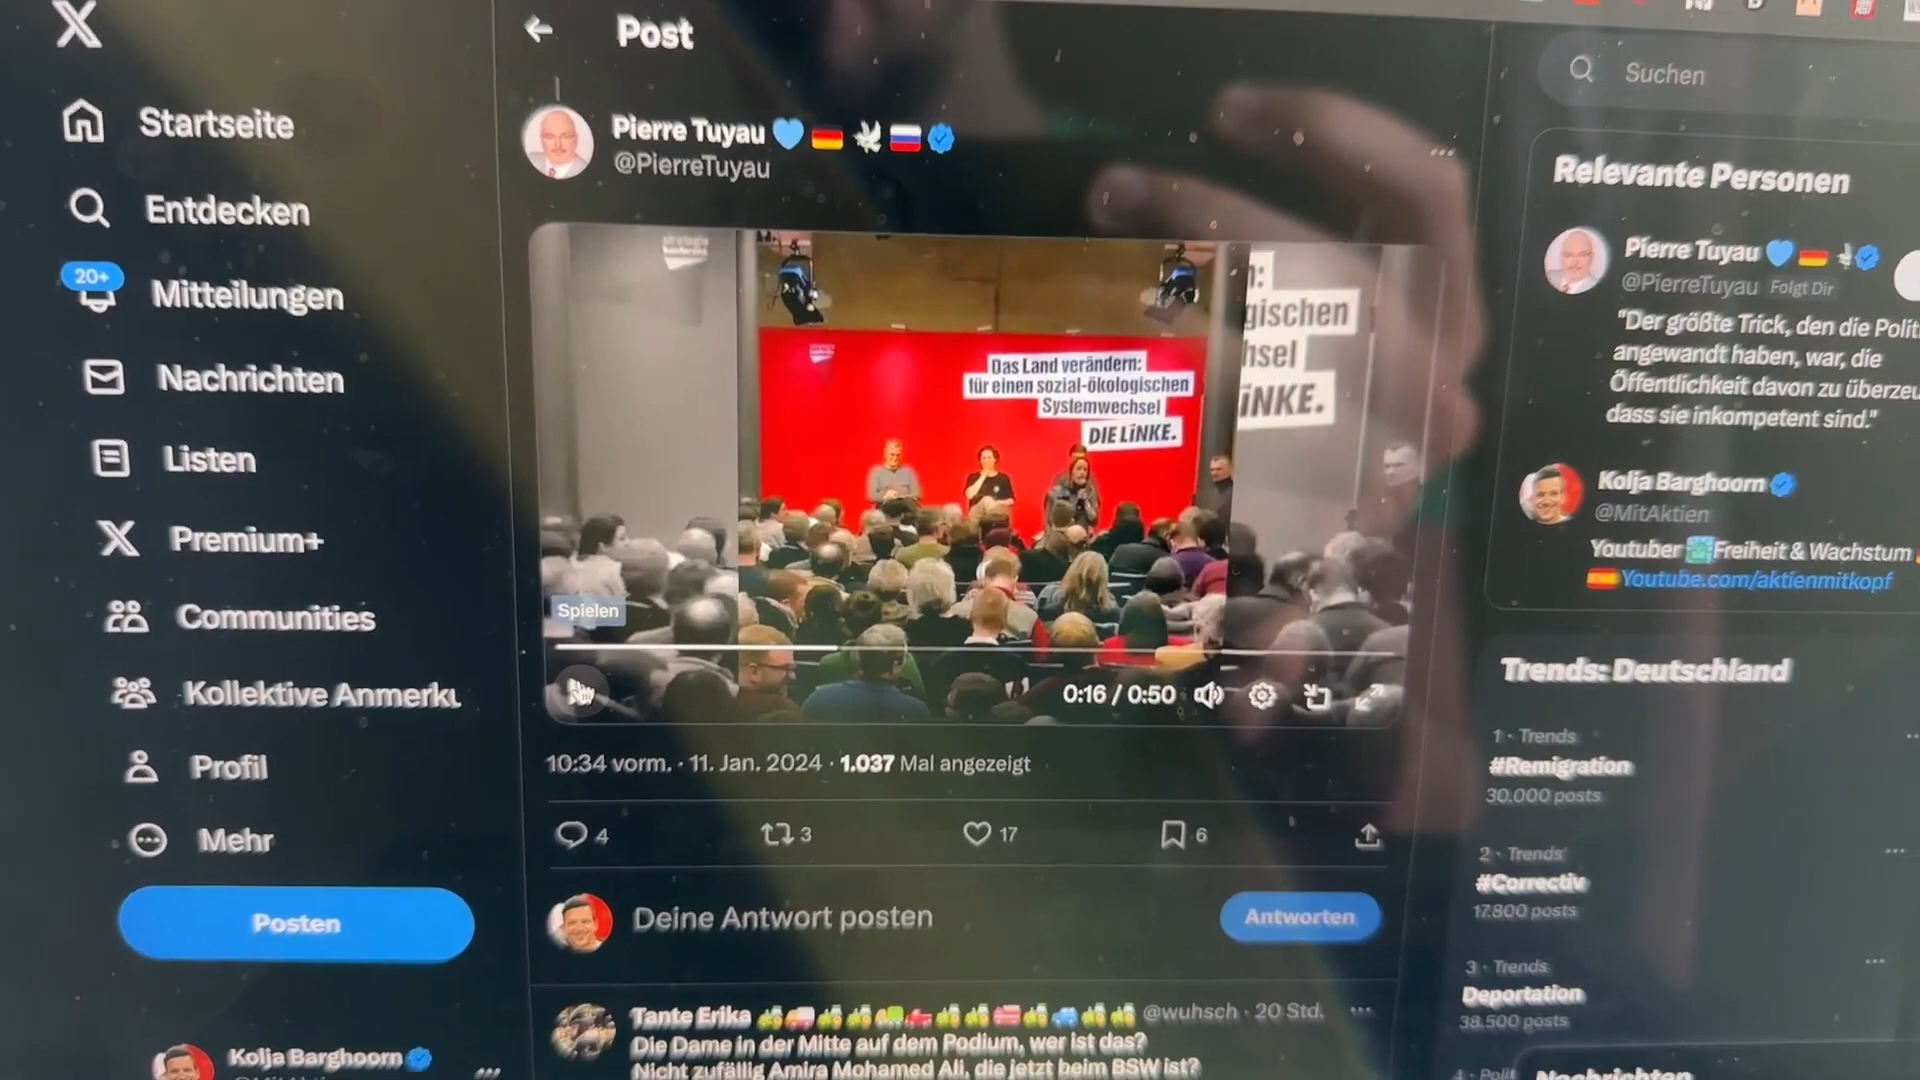 Post
Startseite
Entdecken
20+
Mitteilungen
Nachrichten
Listen
Premium+
Communities
Kollektive Anmerku
Profil
Mehr
Posten
Kolja Barghoorn
Pierre Tuyau
@PierreTuyau
strategie
konferenz
Das Land verändern:
für einen sozial-ökologischen
Systemwechsel
DIE LiNKE.
n:
gischen
hsel
iNKE.
Spielen
0:16 / 0:50
10:34 vorm. · 11. Jan. 2024 · 1.037 Mal angezeigt
4
3
17
6
Deine Antwort posten
Antworten
Tante Erika @wuhsch · 20 Std.
Die Dame in der Mitte auf dem Podium, wer ist das?
Nicht zufällig Amira Mohamed Ali, die jetzt beim BSW ist?
Suchen
Relevante Personen
Pierre Tuyau
@PierreTuyau Folgt Dir
"Der größte Trick, den die Polit
angewandt haben, war, die
Öffentlichkeit davon zu überzeu
dass sie inkompetent sind."
Kolja Barghoorn
@MitAktien
Youtuber Freiheit & Wachstum
Youtube.com/aktienmitkopf
Trends: Deutschland
1 · Trends
#Remigration
30.000 posts
2 · Trends
#Correctiv
17.800 posts
3 · Trends
Deportation
38.500 posts
4 · Polit
Nachrichten